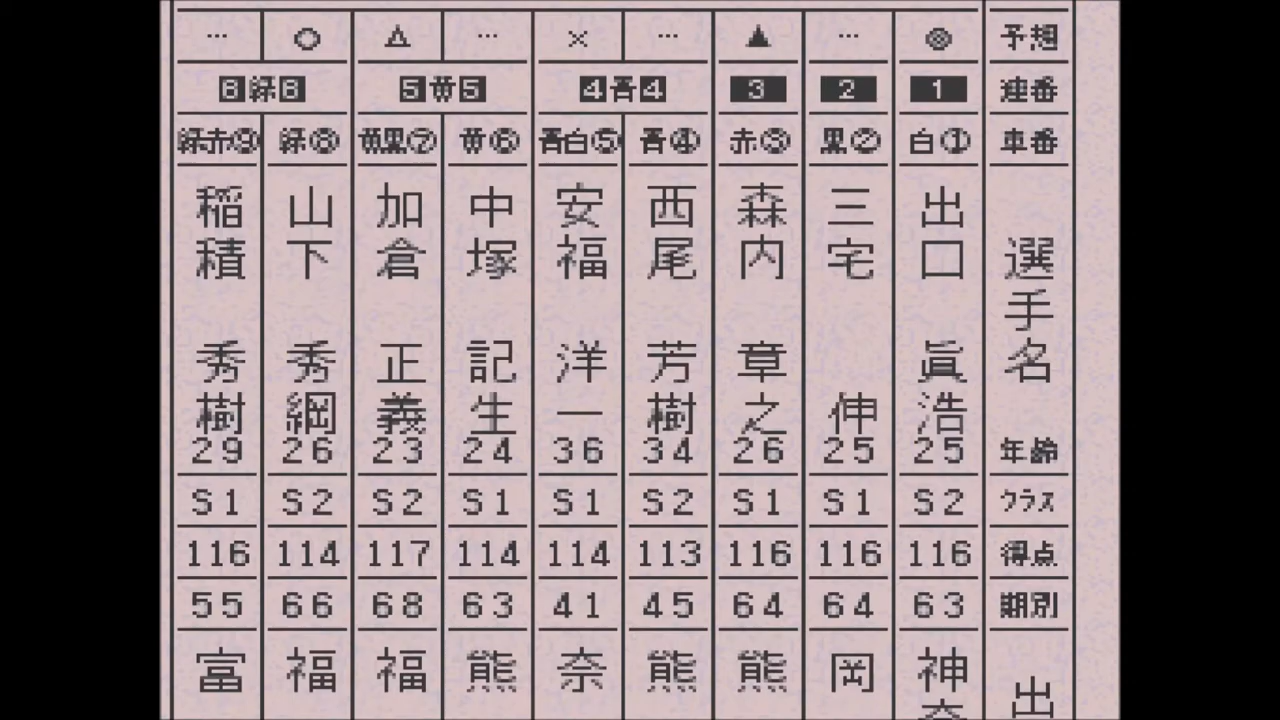 予想 ◎ … ▲ … × … △ ○ …
連番 1 2 3 4青4 5黄5 8緑8
車番 白① 黒② 赤③ 青④ 青白⑤ 黄⑥ 黄黒⑦ 緑⑧ 緑赤⑨
選手名
出口眞浩
三宅伸
森内章之
西尾芳樹
安福洋一
中塚記生
加倉正義
山下秀綱
稲積秀樹
年齢 25 25 26 34 36 24 23 26 29
クラス S2 S1 S1 S2 S1 S1 S2 S2 S1
得点 116 116 116 113 114 114 117 114 116
期別 63 64 64 45 41 63 68 66 55
出 神奈 岡 熊 熊 奈 熊 福 福 富